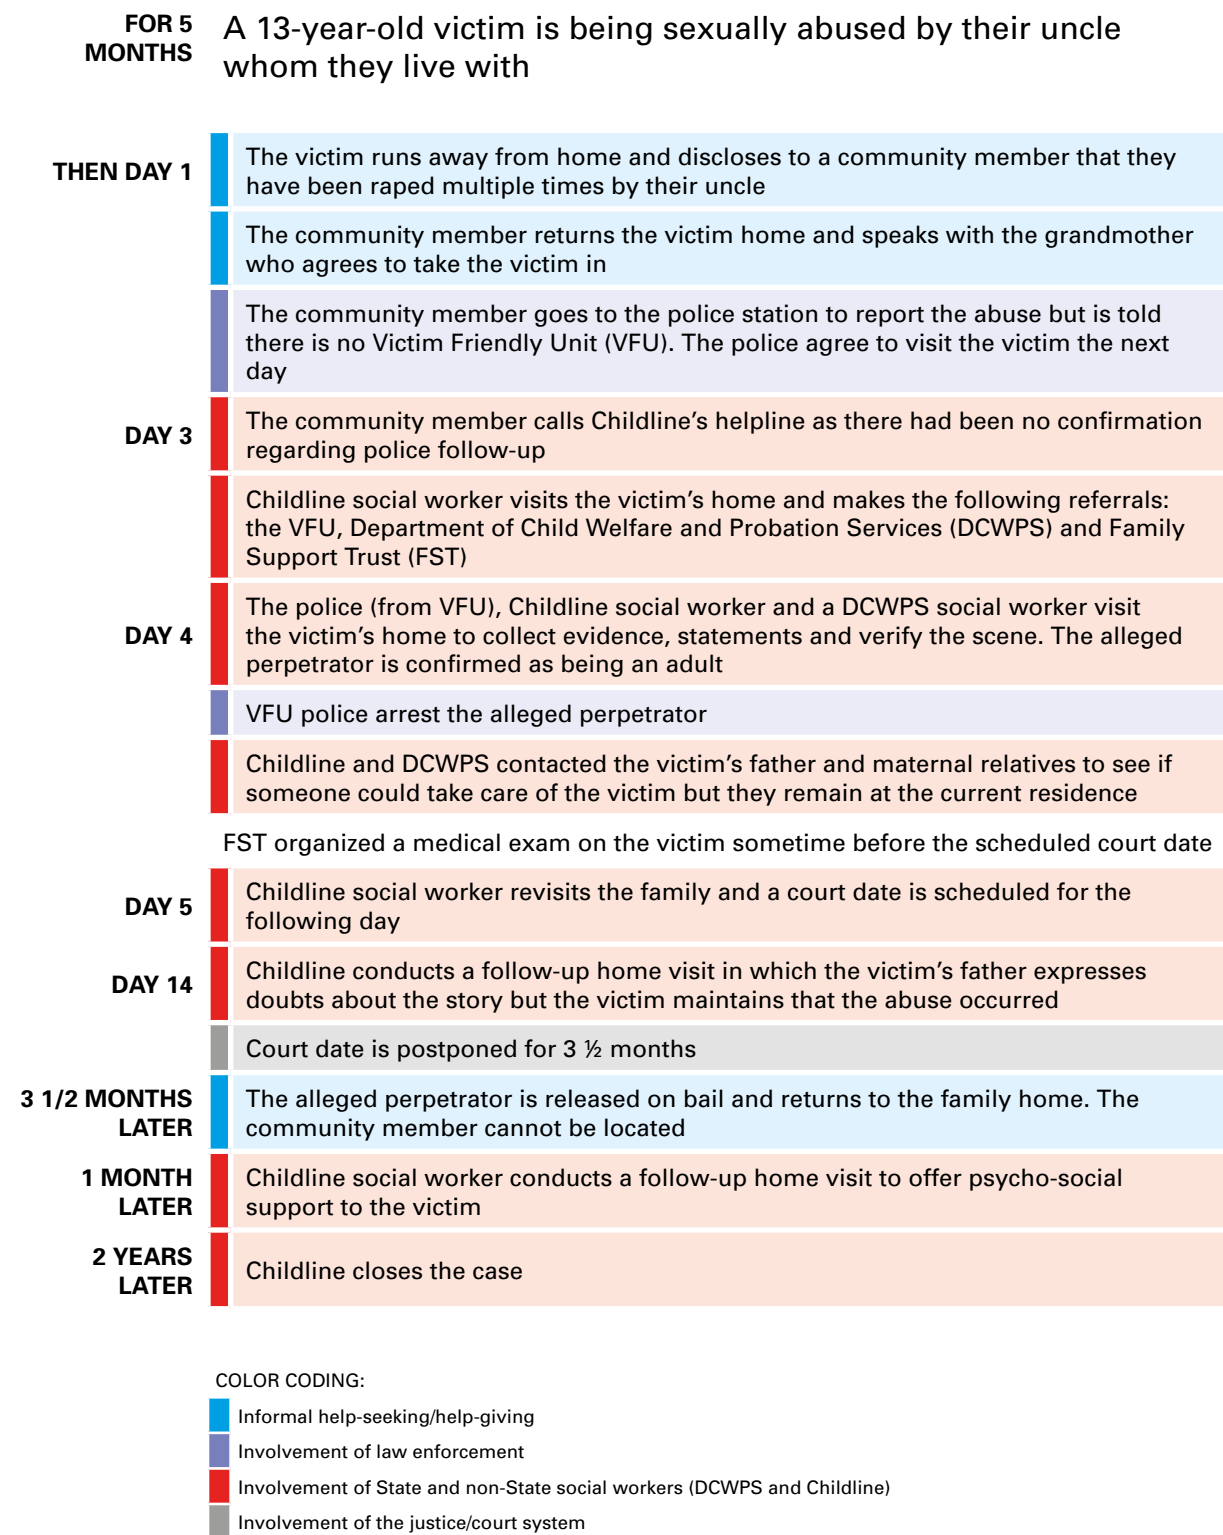 FOR 5
MONTHS
A 13-year-old victim is being sexually abused by their uncle
whom they live with
THEN DAY 1
The victim runs away from home and discloses to a community member that they
have been raped multiple times by their uncle
The community member returns the victim home and speaks with the grandmother
who agrees to take the victim in
The community member goes to the police station to report the abuse but is told
there is no Victim Friendly Unit (VFU). The police agree to visit the victim the next
day
DAY 3
The community member calls Childline's helpline as there had been no confirmation
regarding police follow-up
Childline social worker visits the victim's home and makes the following referrals:
the VFU, Department of Child Welfare and Probation Services (DCWPS) and Family
Support Trust (FST)
DAY 4
The police (from VFU), Childline social worker and a DCWPS social worker visit
the victim's home to collect evidence, statements and verify the scene. The alleged
perpetrator is confirmed as being an adult
VFU police arrest the alleged perpetrator
Childline and DCWPS contacted the victim's father and maternal relatives to see if
someone could take care of the victim but they remain at the current residence
FST organized a medical exam on the victim sometime before the scheduled court date
DAY 5
Childline social worker revisits the family and a court date is scheduled for the
following day
DAY 14
Childline conducts a follow-up home visit in which the victim's father expresses
doubts about the story but the victim maintains that the abuse occurred
Court date is postponed for 3 ½ months
3 1/2 MONTHS
LATER
The alleged perpetrator is released on bail and returns to the family home. The
community member cannot be located
1 MONTH
LATER
Childline social worker conducts a follow-up home visit to offer psycho-social
support to the victim
2 YEARS
LATER
Childline closes the case
COLOR CODING:
Informal help-seeking/help-giving
Involvement of law enforcement
Involvement of State and non-State social workers (DCWPS and Childline)
Involvement of the justice/court system